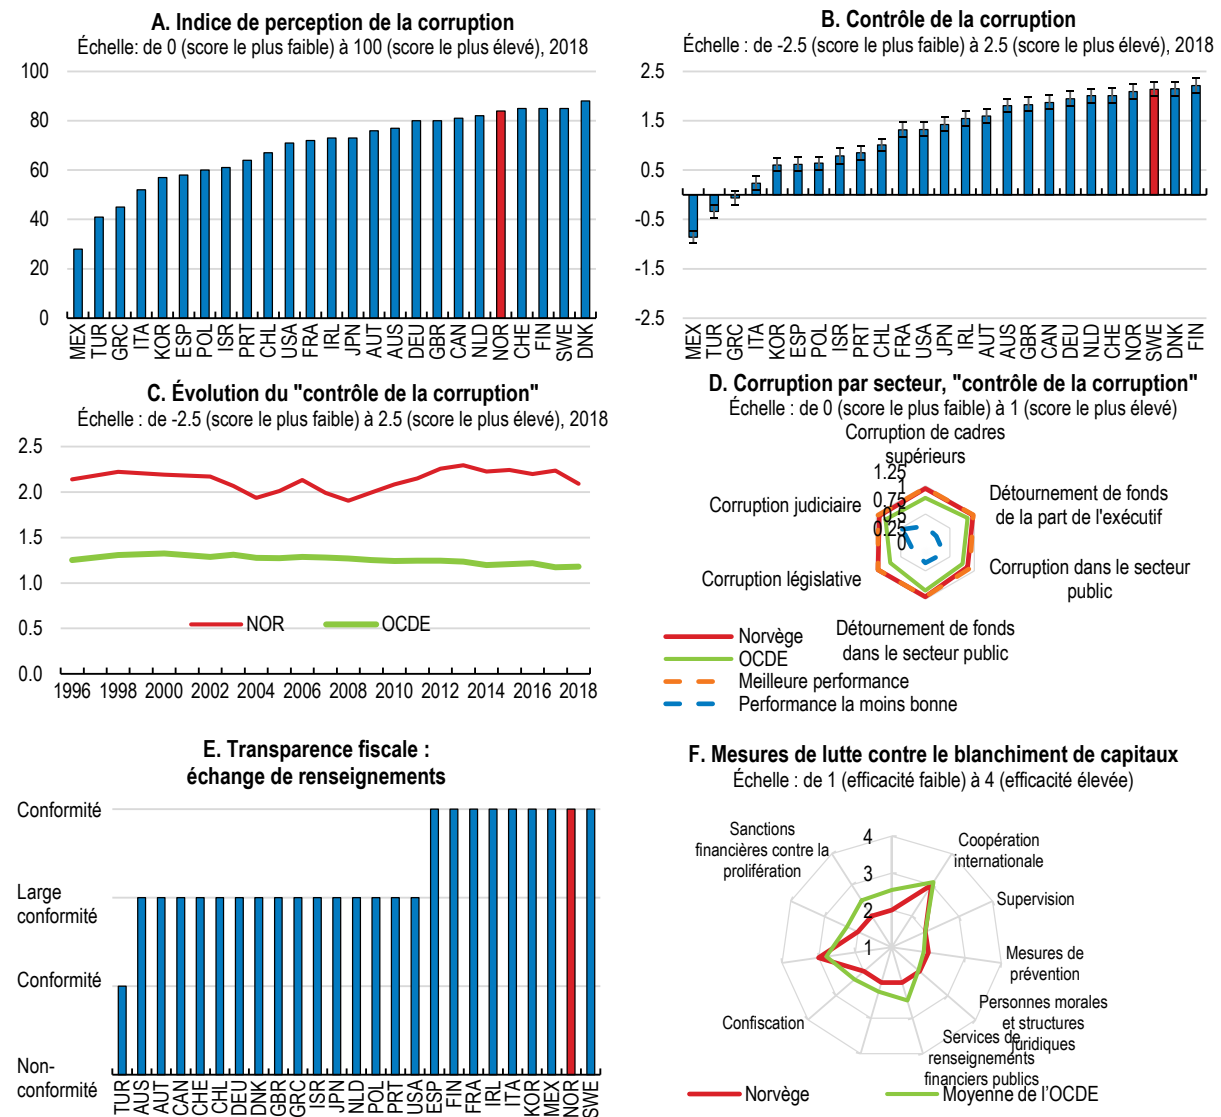 A. Indice de perception de la corruption
Échelle: de 0 (score le plus faible) à 100 (score le plus élevé), 2018
100
80
60
40
20
0
MEX TUR GRC ITA KOR ESP POL ISR PRT CHL USA FRA IRL JPN AUT AUS DEU GBR CAN NLD NOR CHE FIN SWE DNK
B. Contrôle de la corruption
Échelle : de -2.5 (score le plus faible) à 2.5 (score le plus élevé), 2018
2.5
1.5
0.5
-0.5
-1.5
-2.5
MEX TUR GRC ITA KOR ESP POL ISR PRT CHL FRA USA JPN IRL AUT AUS GBR CAN DEU NLD CHE NOR SWE DNK FIN
C. Évolution du "contrôle de la corruption"
Échelle : de -2.5 (score le plus faible) à 2.5 (score le plus élevé), 2018
2.5
2.0
1.5
1.0
0.5
0.0
NOR OCDE
1996 1998 2000 2002 2004 2006 2008 2010 2012 2014 2016 2018
D. Corruption par secteur, "contrôle de la corruption"
Échelle : de 0 (score le plus faible) à 1 (score le plus élevé)
Corruption de cadres
supérieurs
1.25
1
0.75
0.5
0.25
0
Détournement de fonds
de la part de l'exécutif
Corruption dans le secteur
public
Détournement de fonds
dans le secteur public
Corruption législative
Corruption judiciaire
Norvège
OCDE
Meilleure performance
Performance la moins bonne
E. Transparence fiscale :
échange de renseignements
Conformité
Large
conformité
Conformité
Non-
conformité
TUR AUS AUT CAN CHE CHL DEU DNK GBR GRC ISR JPN NLD POL PRT USA ESP FIN FRA IRL ITA KOR MEX NOR SWE
F. Mesures de lutte contre le blanchiment de capitaux
Échelle : de 1 (efficacité faible) à 4 (efficacité élevée)
4
3
2
1
Coopération
internationale
Supervision
Mesures de
prévention
Personnes morales
et structures
juridiques
Services de
renseignements
financiers publics
Confiscation
Sanctions
financières contre la
prolifération
Norvège
Moyenne de l'OCDE